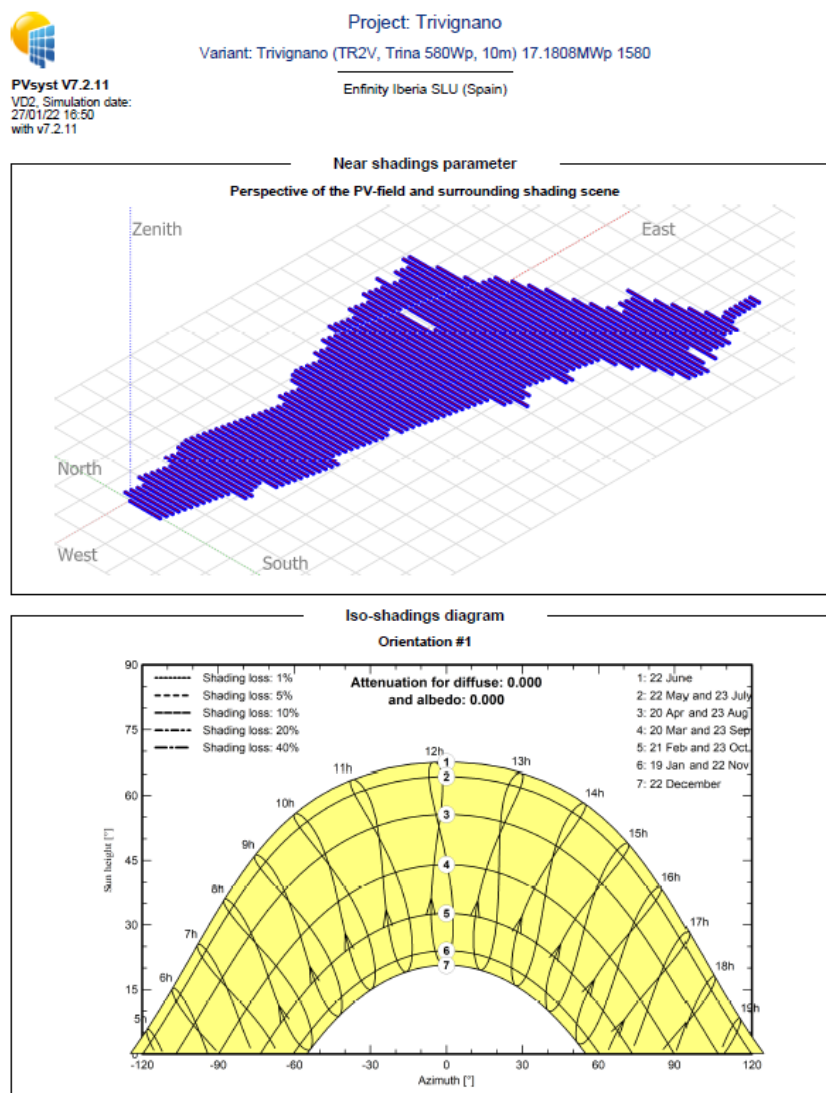 Project: Trivignano
Variant: Trivignano (TR2V, Trina 580Wp, 10m) 17.1808MWp 1580
PVsyst V7.2.11
VD2, Simulation date:
27/01/22 16:50
with v7.2.11
Enfinity Iberia SLU (Spain)
Near shadings parameter
Perspective of the PV-field and surrounding shading scene
Zenith
East
North
West
South
Iso-shadings diagram
Orientation #1
Shading loss: 1%
Shading loss: 5%
Shading loss: 10%
Shading loss: 20%
Shading loss: 40%
Attenuation for diffuse: 0.000
and albedo: 0.000
1: 22 June
2: 22 May and 23 July
3: 20 Apr and 23 Aug
4: 20 Mar and 23 Sep
5: 21 Feb and 23 Oct
6: 19 Jan and 22 Nov
7: 22 December
90
75
60
45
30
15
0
Sun height [°]
5h
6h
7h
8h
9h
10h
11h
12h
13h
14h
15h
16h
17h
18h
19h
1
2
3
4
5
6
7
-120
-90
-60
-30
0
30
60
90
120
Azimuth [°]